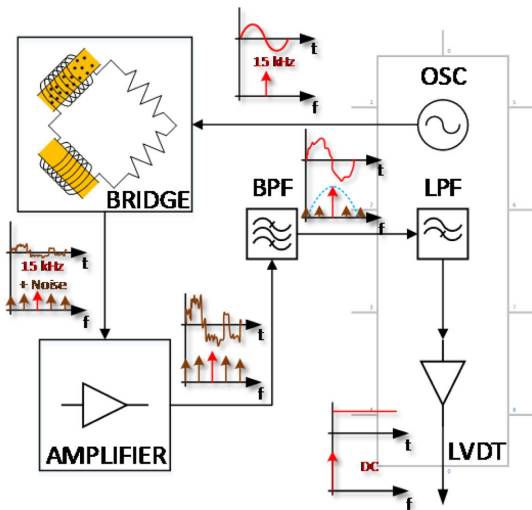 t
15 kHz
f
OSC
BRIDGE
BPF
t
f
LPF
t
15 kHz
+ Noise
f
t
f
AMPLIFIER
t
DC
f
LVDT